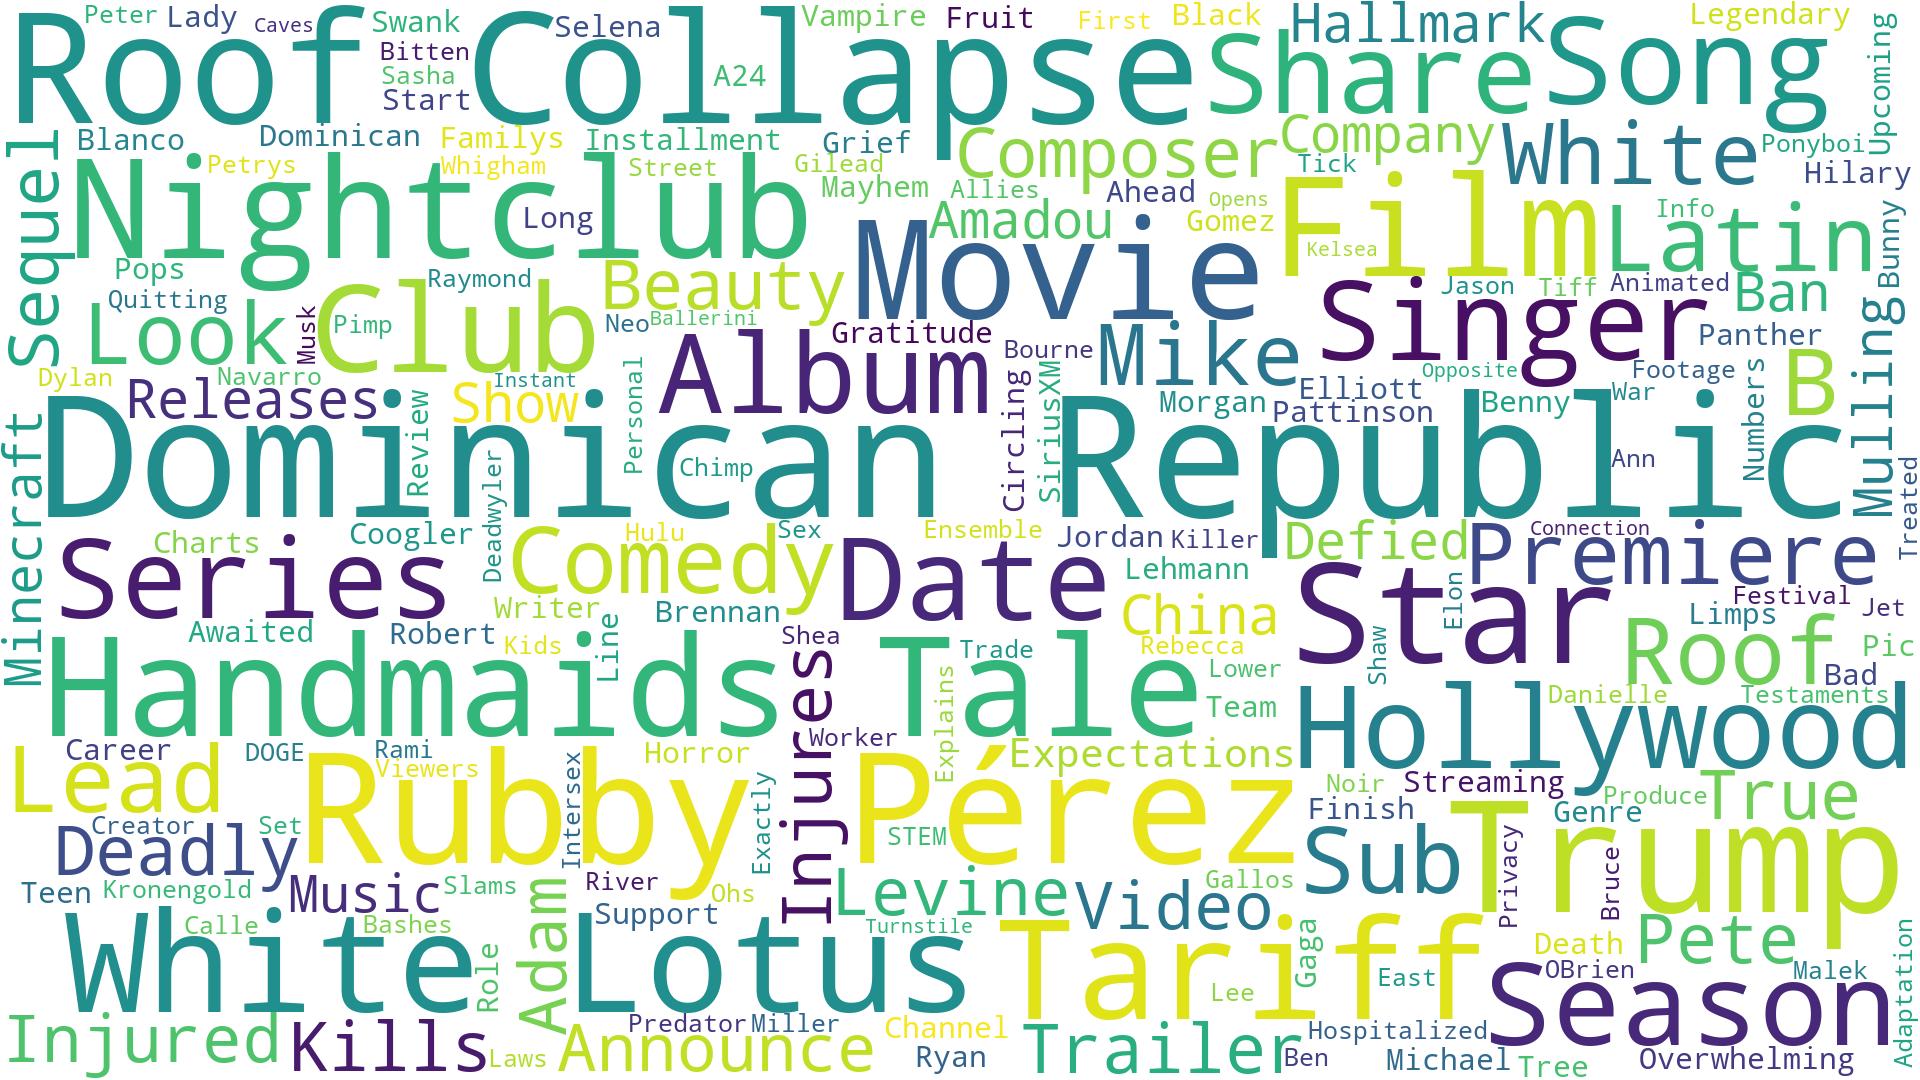 Peter Lady Caves Swank Selena Vampire Fruit First Black Hallmark Legendary
Roof Collapse Share Song Upcoming
Bitten
Sasha A24
Start
Blanco Dominican Familys Installment Grief Composer Company White Ponyboi
Sequel Nightclub Petrys Whigham Street Gilead Tick Hilary
Mayhem Allies Ahead Opens Film Latin Info Bunny
Long Amadou Gomez
Movie Kelsea
Pops Raymond Beauty Singer Jason Tiff Animated Ban
Quitting Club
Look Musk Pimp Neo Ballerini Gratitude Mike Panther Mulling
Album Bourne
Dylan Navarro Instant Elliott Opposite Footage B
Releases Show Personal Circling SiriusXM Morgan Pattinson Benny War Numbers
Minecraft Dominican Review Republic
Deadwyler Chimp Ann Treated
Charts Coogler Hulu Sex Ensemble Jordan Killer Defied Connection
Series Comedy Date Lehmann Premiere
Writer Brennan China Star Elon Festival Jet
Awaited Robert Kids Line Shea Trade Rebecca Shaw Limps
Handmaids Tale Lower Roof Pic
Injures Explains Team Hollywood Danielle Bad Testaments
Career DOGE Rami Horror Worker Expectations
Lead Viewers Intersex Noir Streaming Produce True
Rubby Pérez Finish Genre
Creator Set Exactly STEM Sub Trump
Deadly Privacy Bruce
Teen Kronengold Music Slams River Ohs Levine Video Gallos
Calle Bashes Adam Support Turnstile Gaga Death Pete
White Role Lotus Tariff East OBrien Malek Adaptation
Lee Season
Injured Kills Laws Predator Miller Channel Trailer Hospitalized
Announce Ryan Ben Michael Tree Overwhelming